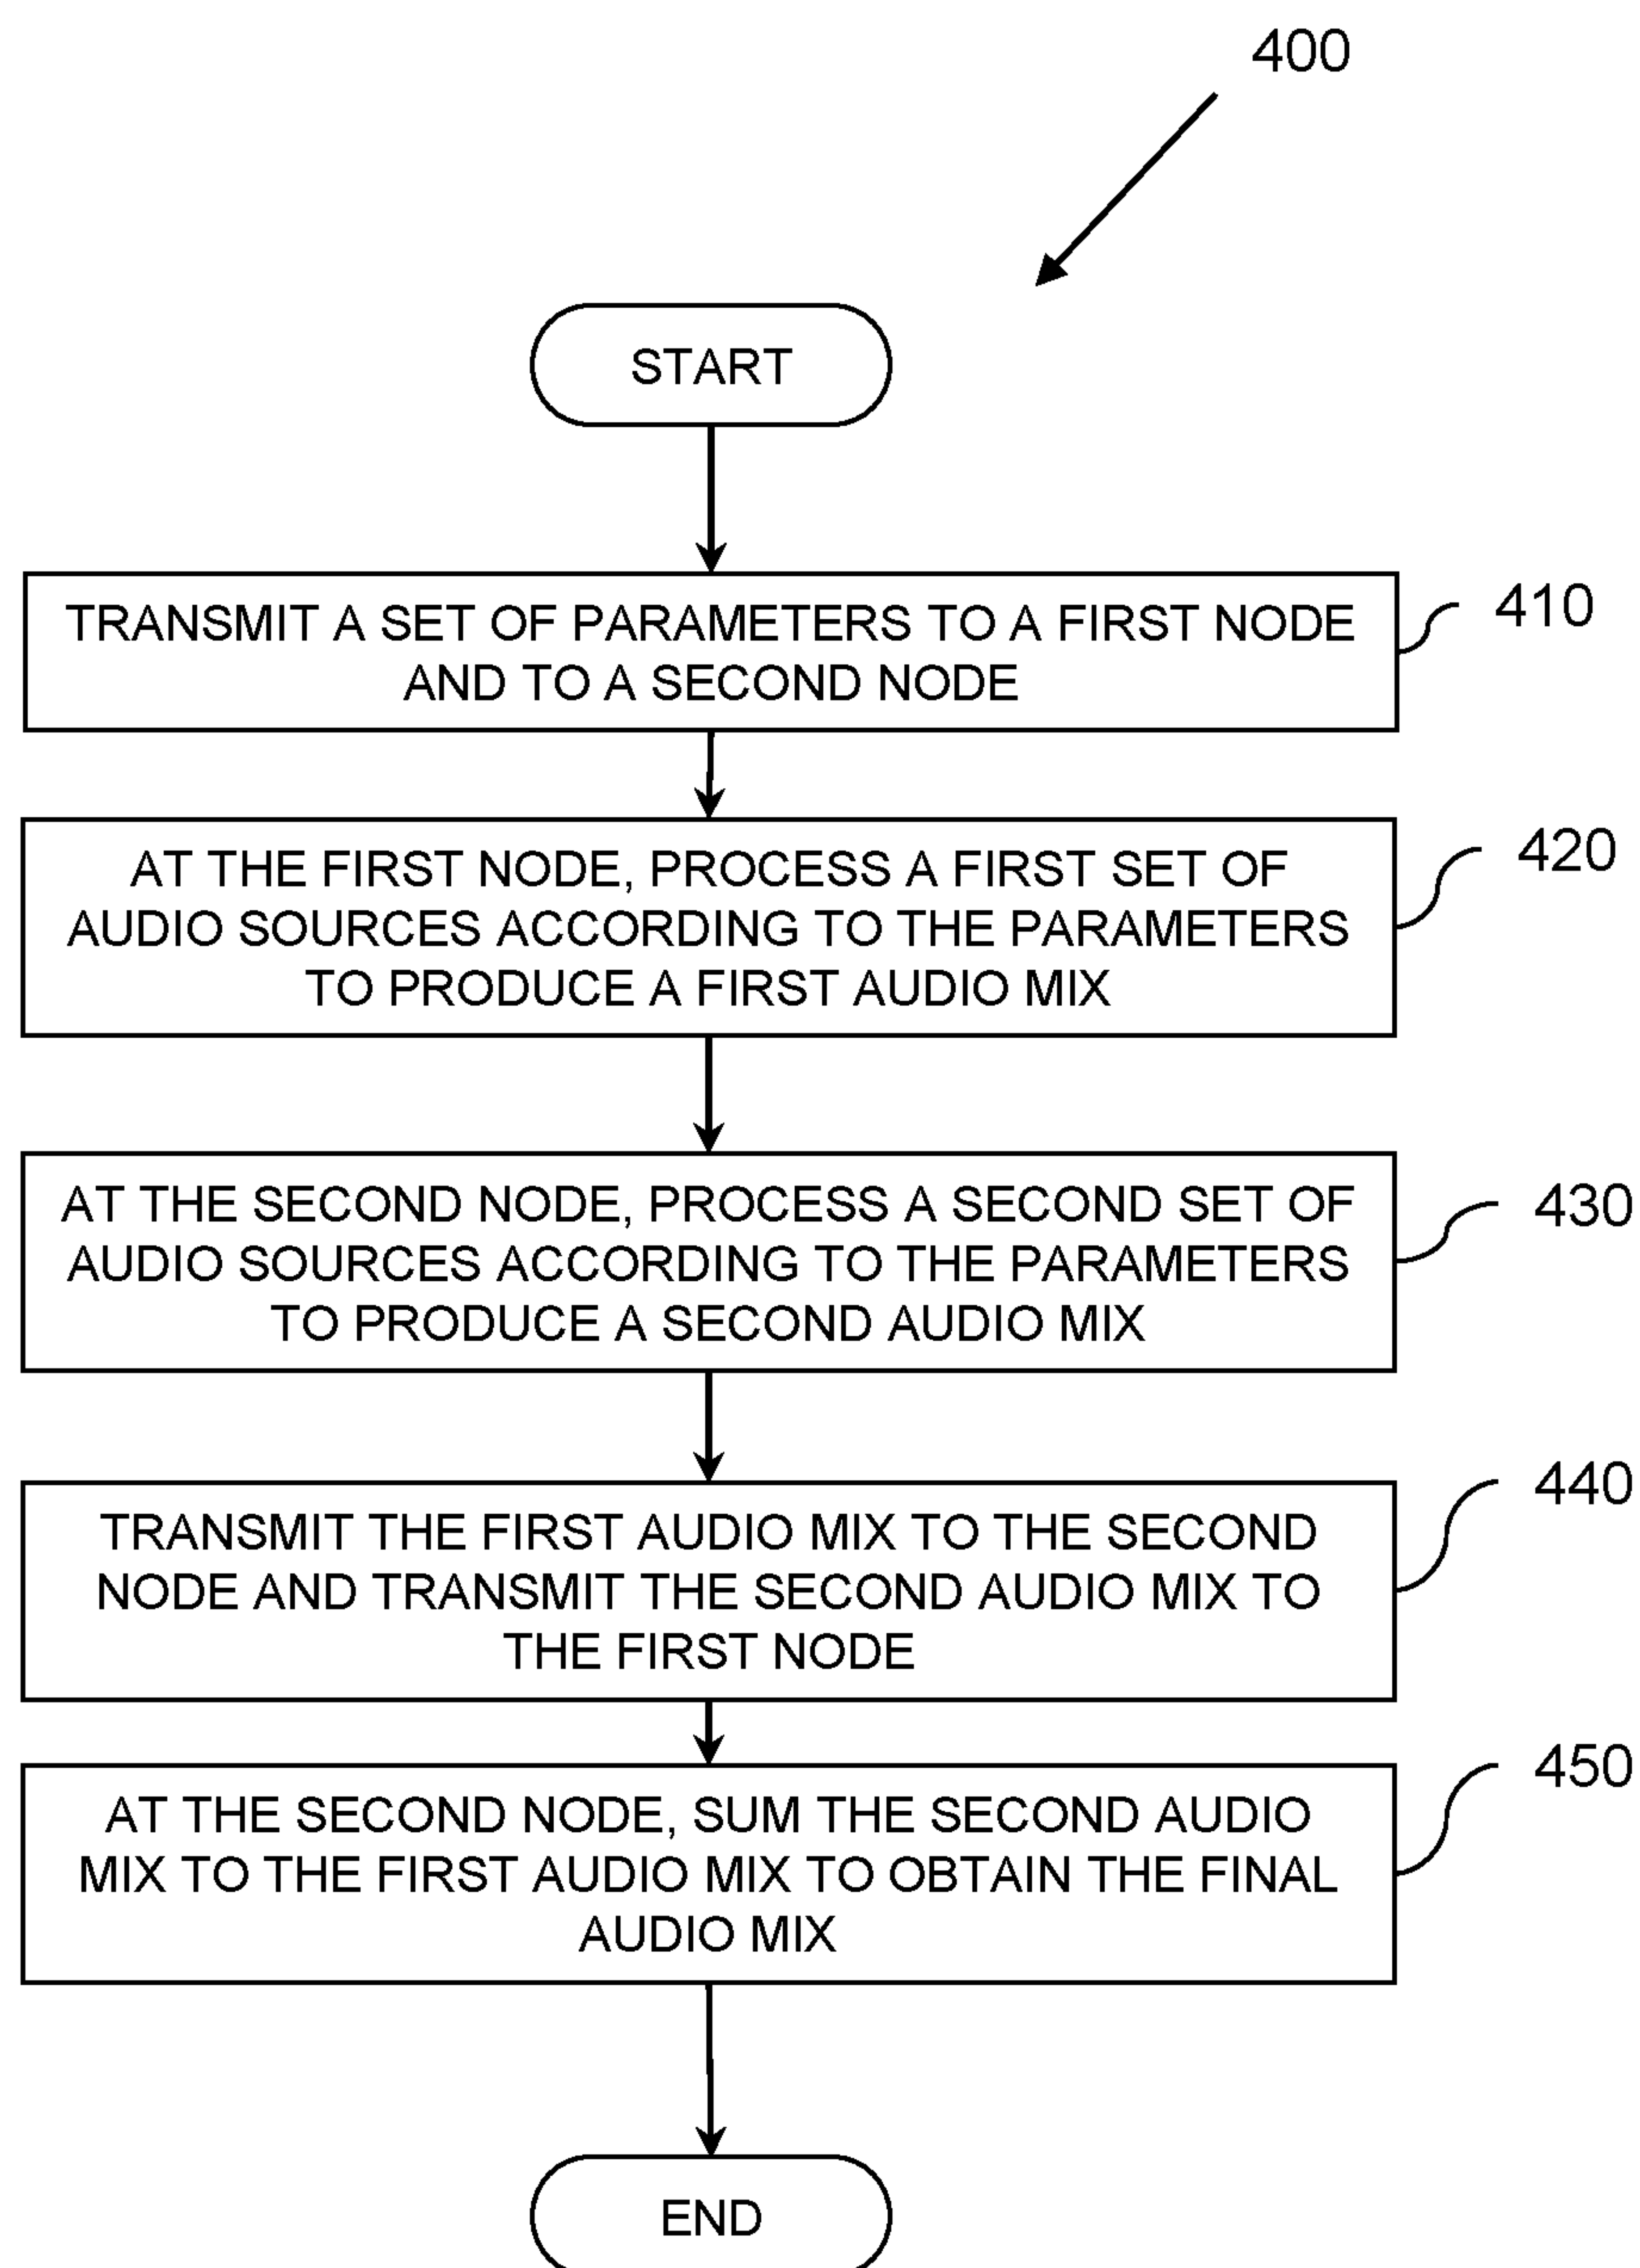 400
START
TRANSMIT A SET OF PARAMETERS TO A FIRST NODE
AND TO A SECOND NODE
410
AT THE FIRST NODE, PROCESS A FIRST SET OF
AUDIO SOURCES ACCORDING TO THE PARAMETERS
TO PRODUCE A FIRST AUDIO MIX
420
AT THE SECOND NODE, PROCESS A SECOND SET OF
AUDIO SOURCES ACCORDING TO THE PARAMETERS
TO PRODUCE A SECOND AUDIO MIX
430
TRANSMIT THE FIRST AUDIO MIX TO THE SECOND
NODE AND TRANSMIT THE SECOND AUDIO MIX TO
THE FIRST NODE
440
AT THE SECOND NODE, SUM THE SECOND AUDIO
MIX TO THE FIRST AUDIO MIX TO OBTAIN THE FINAL
AUDIO MIX
450
END